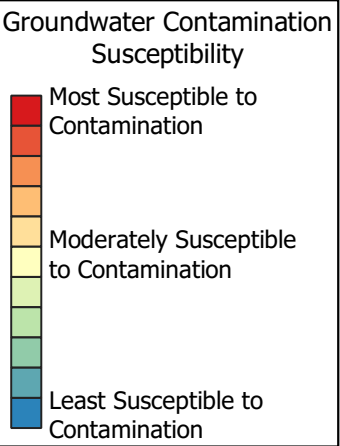 Groundwater Contamination
Susceptibility
Most Susceptible to
Contamination
Moderately Susceptible
to Contamination
Least Susceptible to
Contamination